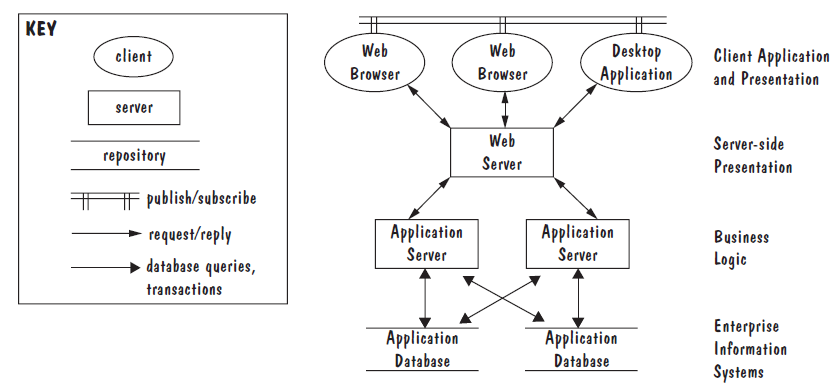 KEY
client
server
repository
publish/subscribe
request/reply
database queries,
transactions
Web
Browser
Web
Browser
Desktop
Application
Client Application
and Presentation
Web
Server
Server-side
Presentation
Application
Server
Application
Server
Business
Logic
Application
Database
Application
Database
Enterprise
Information
Systems